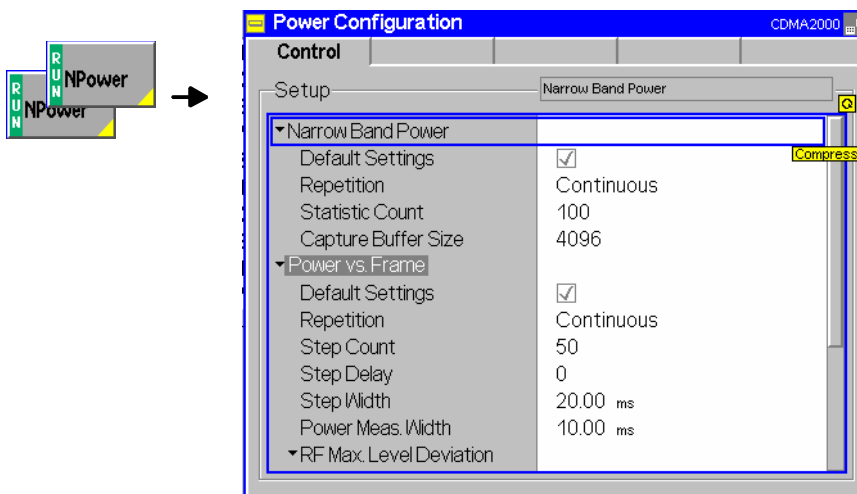 Power Configuration
CDMA2000
Control
RUN
NPower
RUN
NPower
Setup
Narrow Band Power
Narrow Band Power
Compress
Default Settings
Repetition Continuous
Statistic Count 100
Capture Buffer Size 4096
Power vs. Frame
Default Settings
Repetition Continuous
Step Count 50
Step Delay 0
Step Width 20.00 ms
Power Meas. Width 10.00 ms
RF Max. Level Deviation